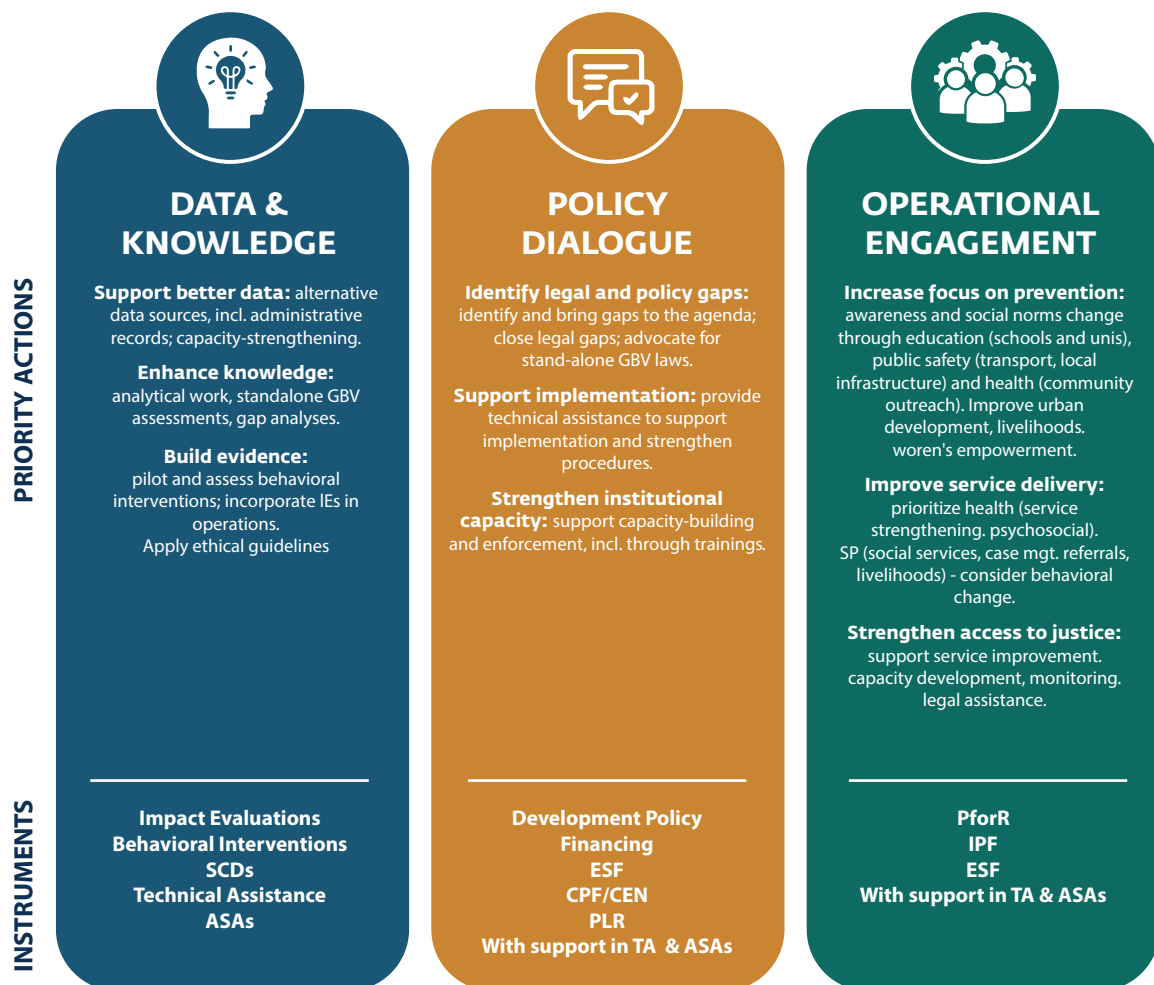 PRIORITY ACTIONS
DATA &
KNOWLEDGE
Support better data: alternative
data sources, incl. administrative
records; capacity-strengthening.
Enhance knowledge:
analytical work, standalone GBV
assessments, gap analyses.
Build evidence:
pilot and assess behavioral
interventions; incorporate IEs in
operations.
Apply ethical guidelines
POLICY
DIALOGUE
Identify legal and policy gaps:
identify and bring gaps to the agenda;
close legal gaps; advocate for
stand-alone GBV laws.
Support implementation: provide
technical assistance to support
implementation and strengthen
procedures.
Strengthen institutional
capacity: support capacity-building
and enforcement, incl. through trainings.
OPERATIONAL
ENGAGEMENT
Increase focus on prevention:
awareness and social norms change
through education (schools and unis),
public safety (transport, local
infrastructure) and health (community
outreach). Improve urban
development, livelihoods.
woren's empowerment.
Improve service delivery:
prioritize health (service
strengthening. psychosocial).
SP (social services, case mgt. referrals,
livelihoods) - consider behavioral
change.
Strengthen access to justice:
support service improvement.
capacity development, monitoring.
legal assistance.
INSTRUMENTS
Impact Evaluations
Behavioral Interventions
SCDs
Technical Assistance
ASAs
Development Policy
Financing
ESF
CPF/CEN
PLR
With support in TA & ASAs
PforR
IPF
ESF
With support in TA & ASAs